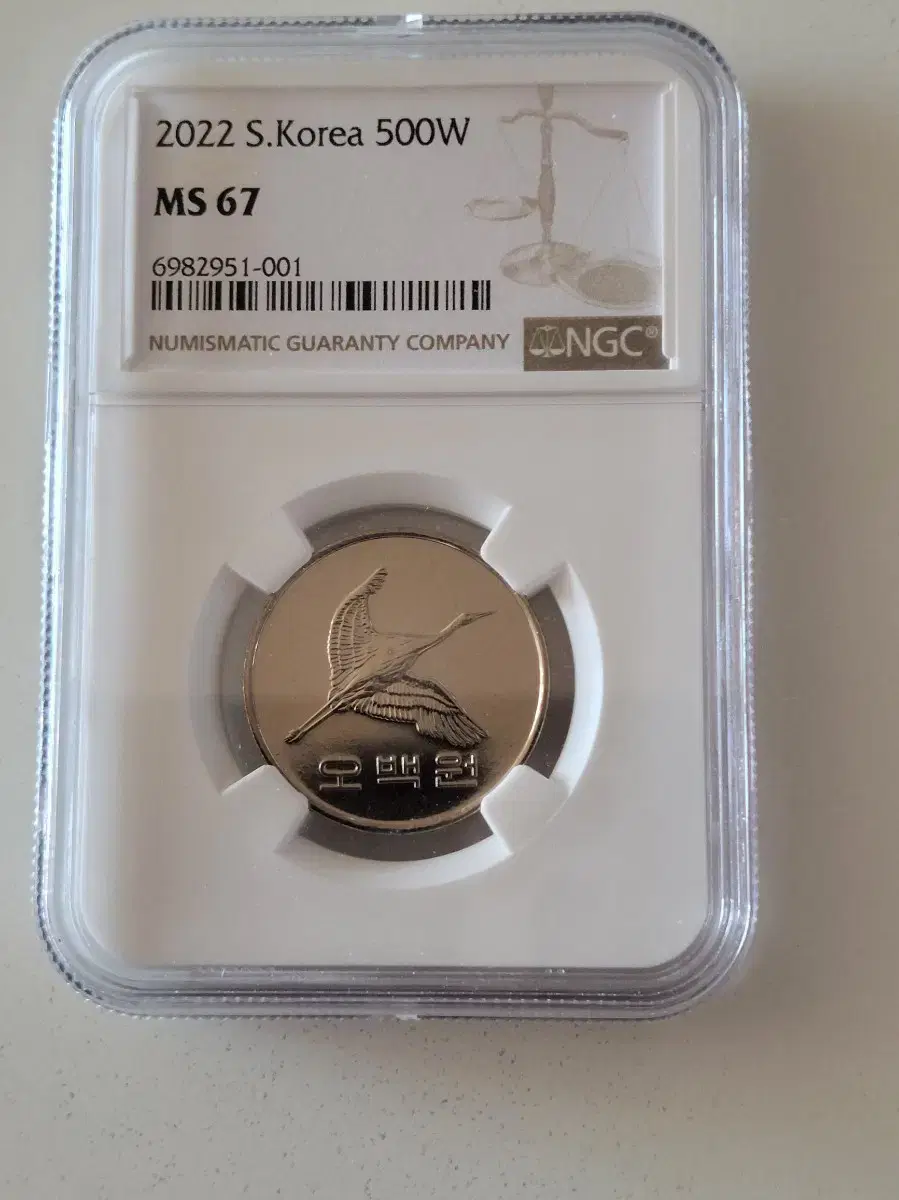 2022 S.Korea 500W
MS 67
6982951-001
NUMISMATIC GUARANTY COMPANY NGC®
오백원